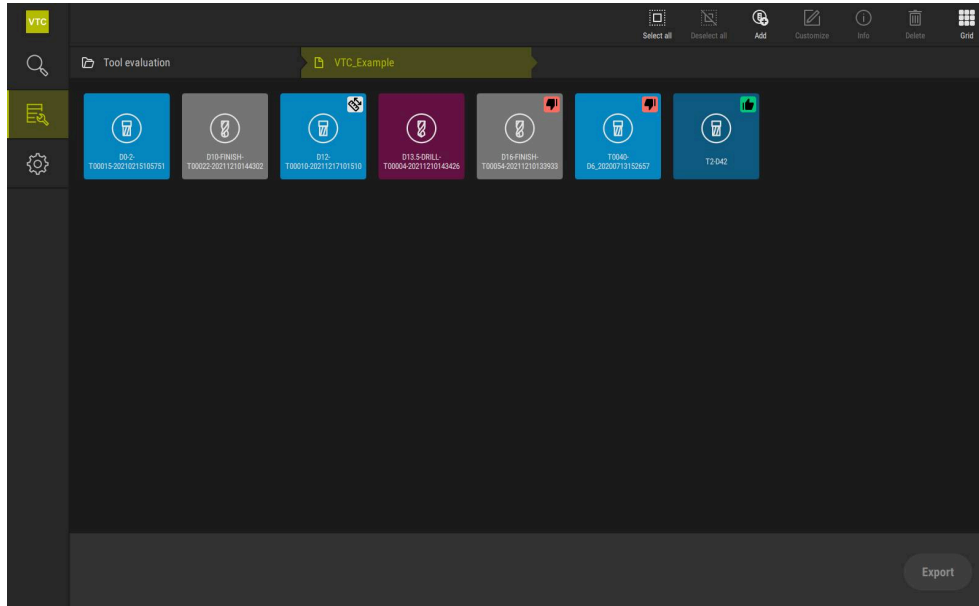 VTC
Select all
Deselect all
Add
Customize
Info
Delete
Grid
Tool evaluation
VTC_Example
D0-2-
T00015-20210215105751
D10-FINISH-
T00022-20211210144302
D12-
T00010-20211217101510
D13.5-DRILL-
T00004-20211210143426
D16-FINISH-
T00054-20211210133933
T0040-
D6_20200713152657
T2-D42
Export